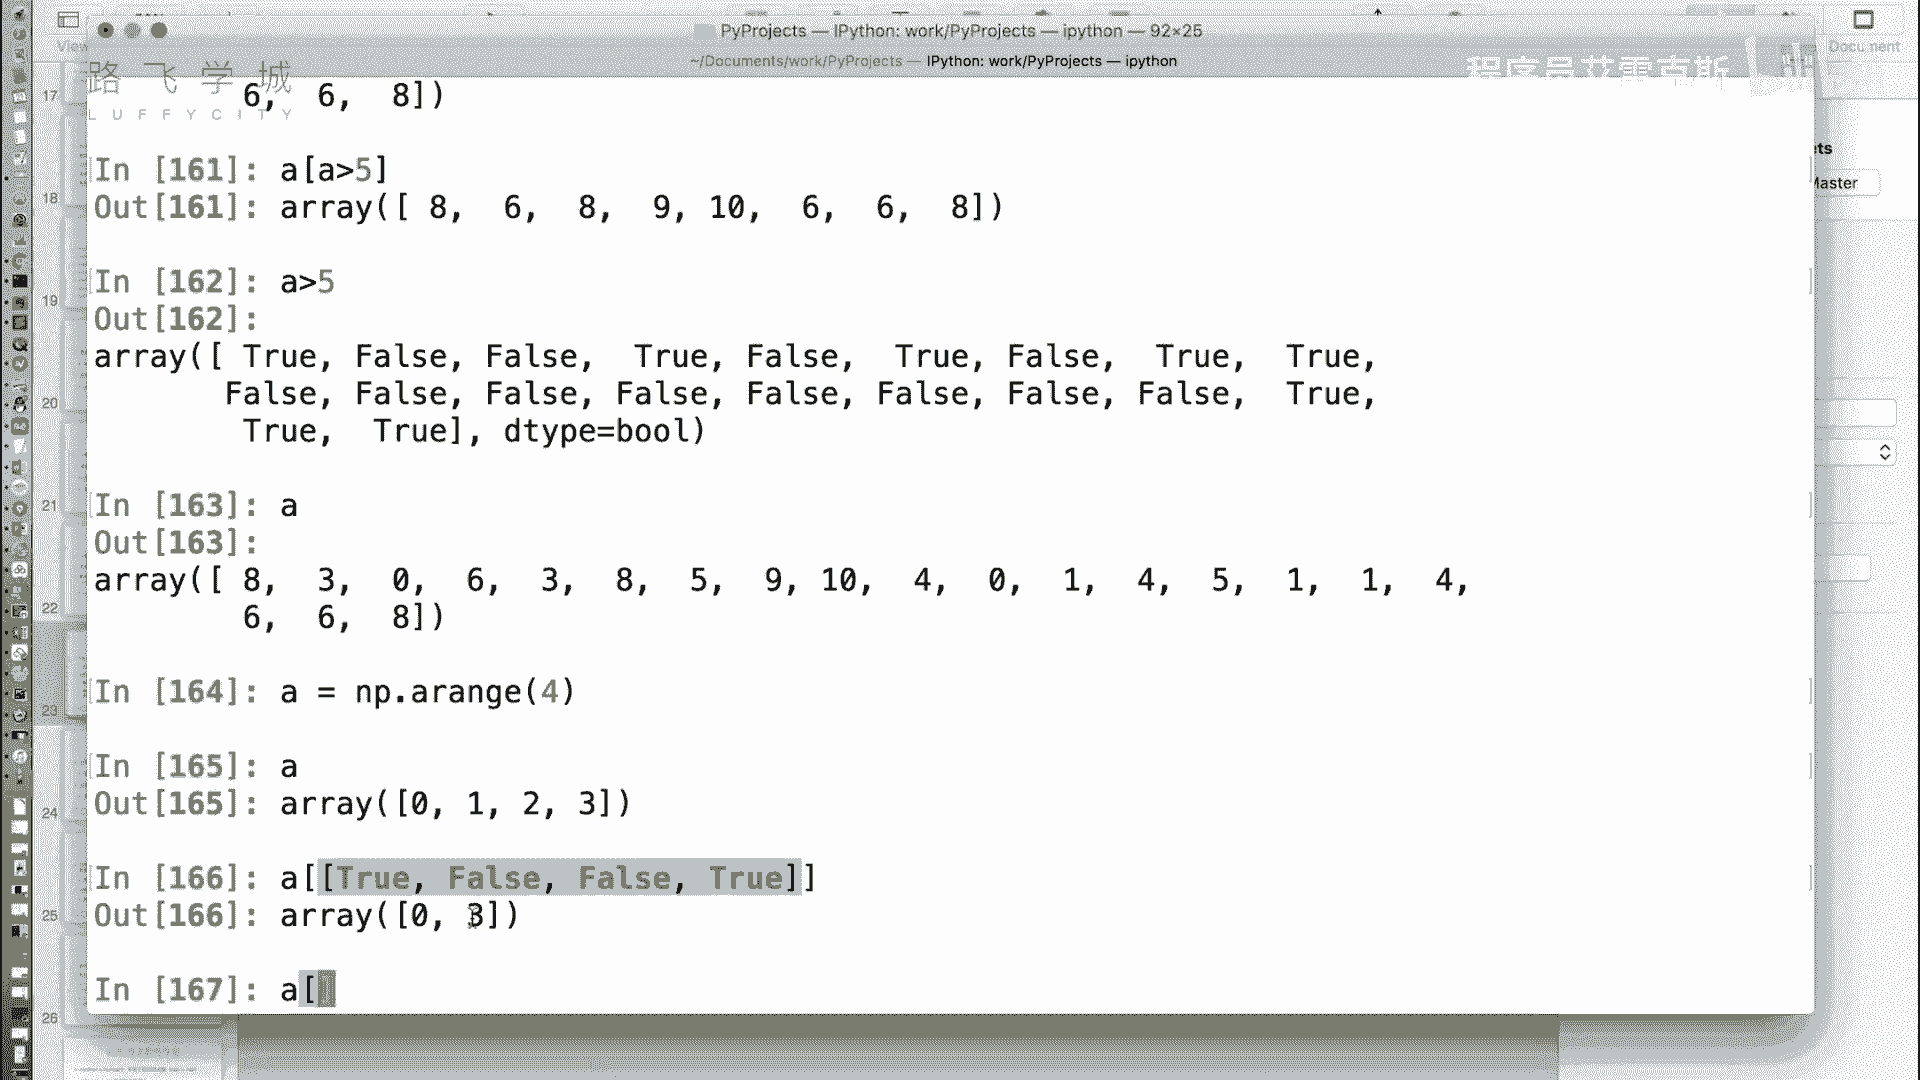 PyProjects — IPython: work/PyProjects — ipython — 92×25
View
Document
~/Documents/work/PyProjects — IPython: work/PyProjects — ipython
路飞学城
LUFFYCITY
程序员艾雷克斯
17
6,  6,  8])
Master
In [161]: a[a>5]
18
Out[161]: array([ 8,  6,  8,  9, 10,  6,  6,  8])
In [162]: a>5
19
Out[162]:
array([ True, False, False,  True, False,  True, False,  True,  True,
False, False, False, False, False, False, False, False,  True,
20
True,  True], dtype=bool)
In [163]: a
21
Out[163]:
array([ 8,  3,  0,  6,  3,  8,  5,  9, 10,  4,  0,  1,  4,  5,  1,  1,  4,
22
6,  6,  8])
In [164]: a = np.arange(4)
23
In [165]: a
Out[165]: array([0, 1, 2, 3])
24
In [166]: a[[True, False, False, True]]
Out[166]: array([0, 3])
25
In [167]: a[]
26